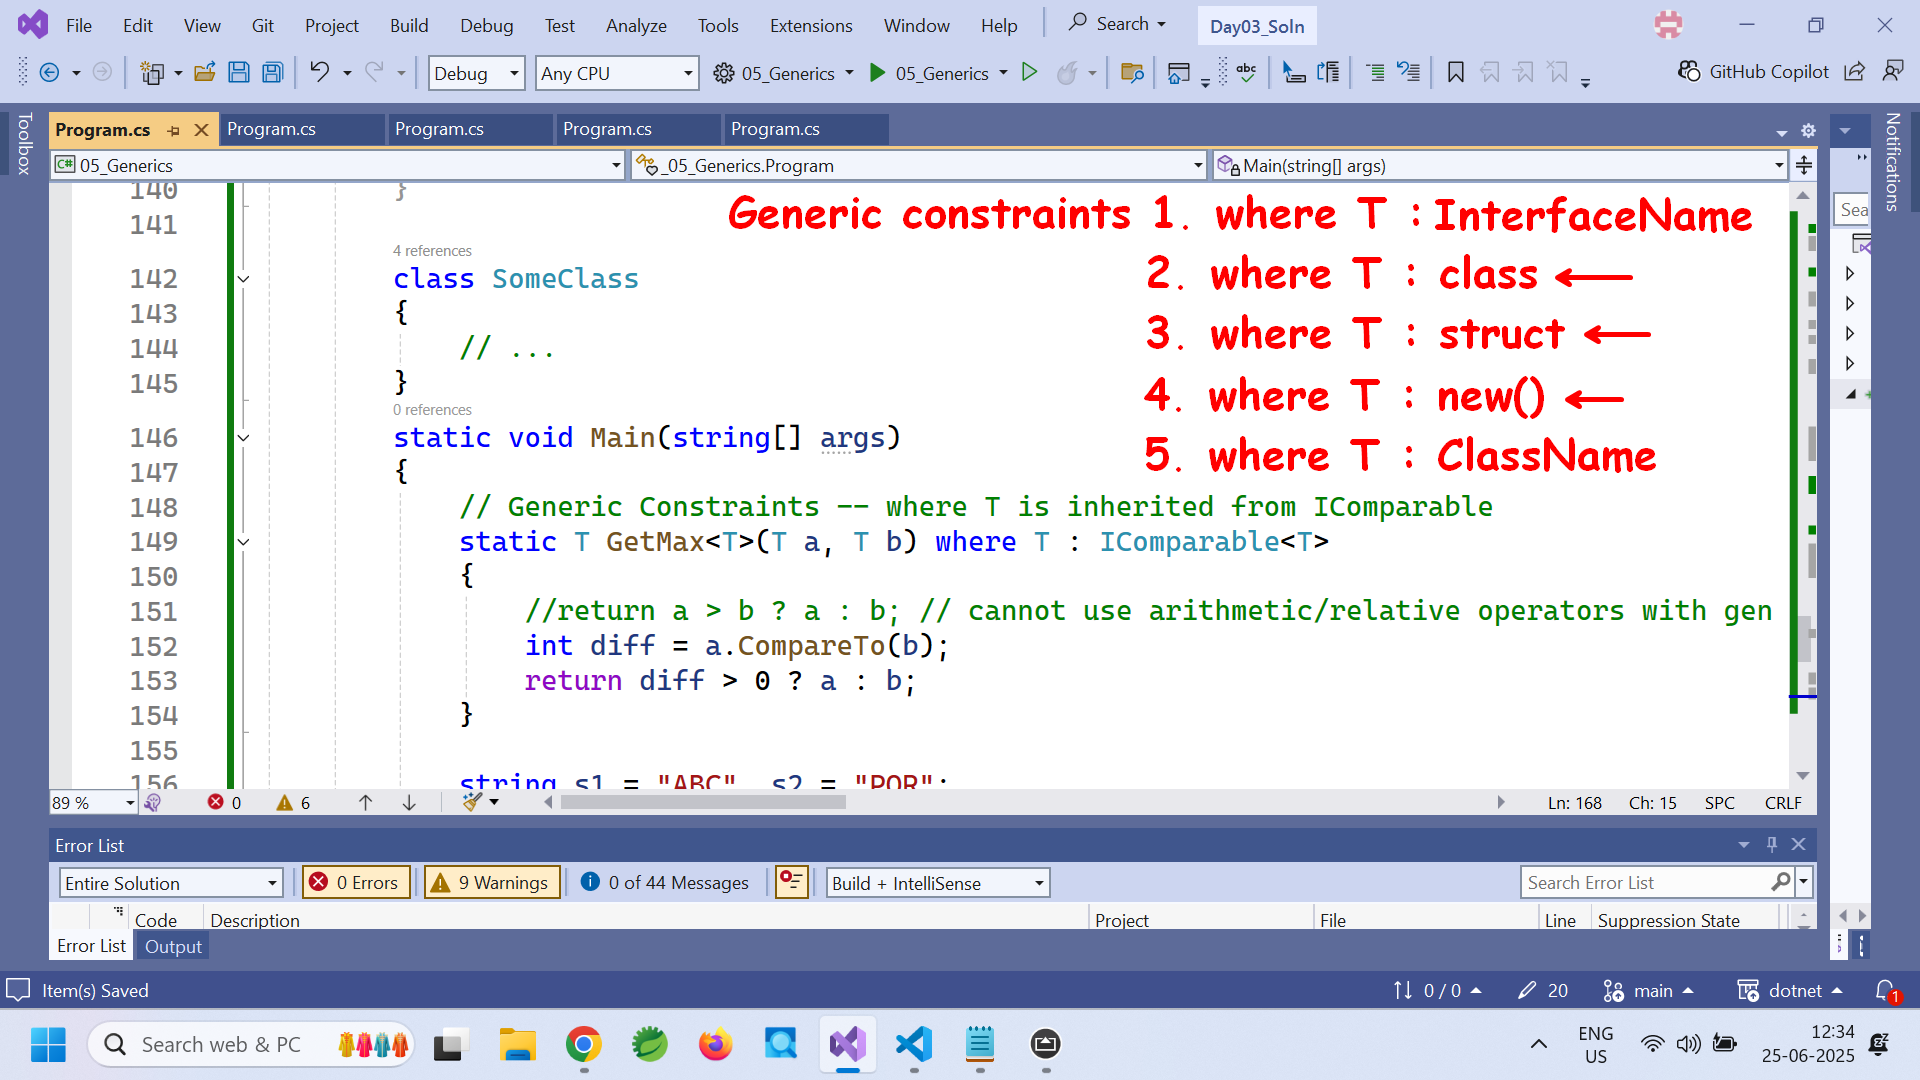 File Edit View Git Project Build Debug Test Analyze Tools Extensions Window Help Search Day03_Soln
Debug Any CPU 05_Generics 05_Generics GitHub Copilot
Toolbox
Program.cs Program.cs Program.cs Program.cs Program.cs
Notifications
C# 05_Generics _05_Generics.Program Main(string[] args)
Sea
140 }
141
4 references
142 class SomeClass
143 {
144 // ...
145 }
0 references
146 static void Main(string[] args)
147 {
148 // Generic Constraints -- where T is inherited from IComparable
149 static T GetMax<T>(T a, T b) where T : IComparable<T>
150 {
151 //return a > b ? a : b; // cannot use arithmetic/relative operators with gen
152 int diff = a.CompareTo(b);
153 return diff > 0 ? a : b;
154 }
155
156 string s1 = "ABC", s2 = "PQR";
Generic constraints 1. where T : InterfaceName
2. where T : class ←
3. where T : struct ←
4. where T : new() ←
5. where T : ClassName
89 % 0 6 Ln: 168 Ch: 15 SPC CRLF
Error List
Entire Solution 0 Errors 9 Warnings 0 of 44 Messages Build + IntelliSense Search Error List
Code Description Project File Line Suppression State
Error List Output
Item(s) Saved 0 / 0 20 main dotnet 1
Search web & PC
ENG
US
12:34
25-06-2025